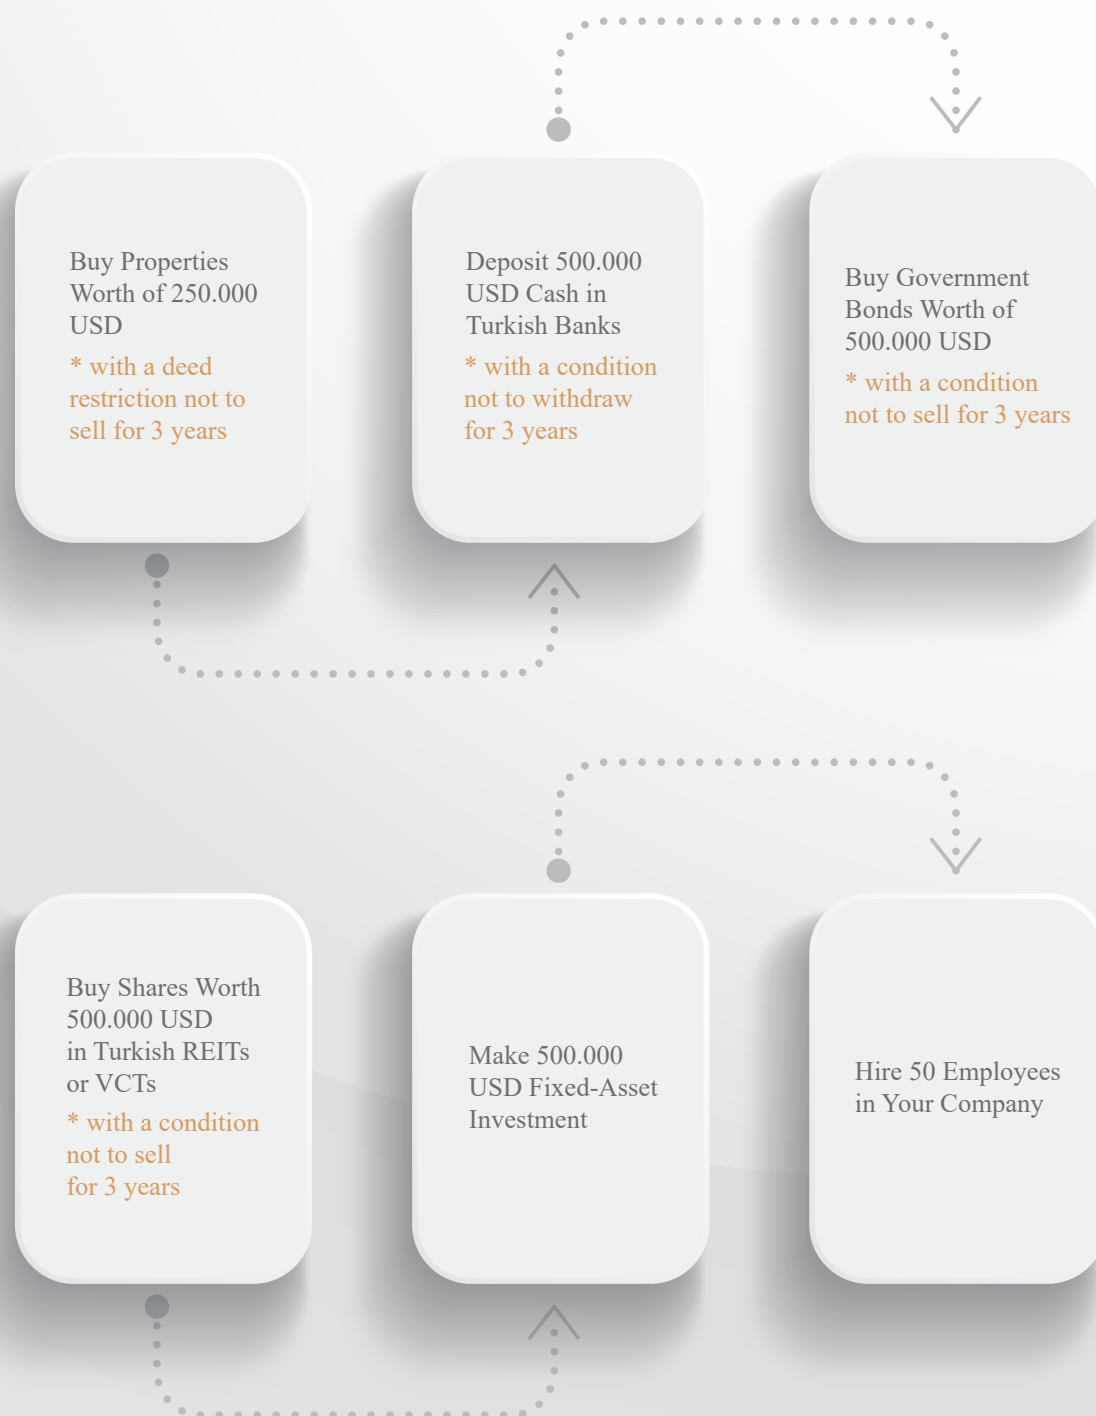 Buy Properties
Worth of 250.000
USD
* with a deed
restriction not to
sell for 3 years
Deposit 500.000
USD Cash in
Turkish Banks
* with a condition
not to withdraw
for 3 years
Buy Government
Bonds Worth of
500.000 USD
* with a condition
not to sell for 3 years
Buy Shares Worth
500.000 USD
in Turkish REITs
or VCTs
* with a condition
not to sell
for 3 years
Make 500.000
USD Fixed-Asset
Investment
Hire 50 Employees
in Your Company